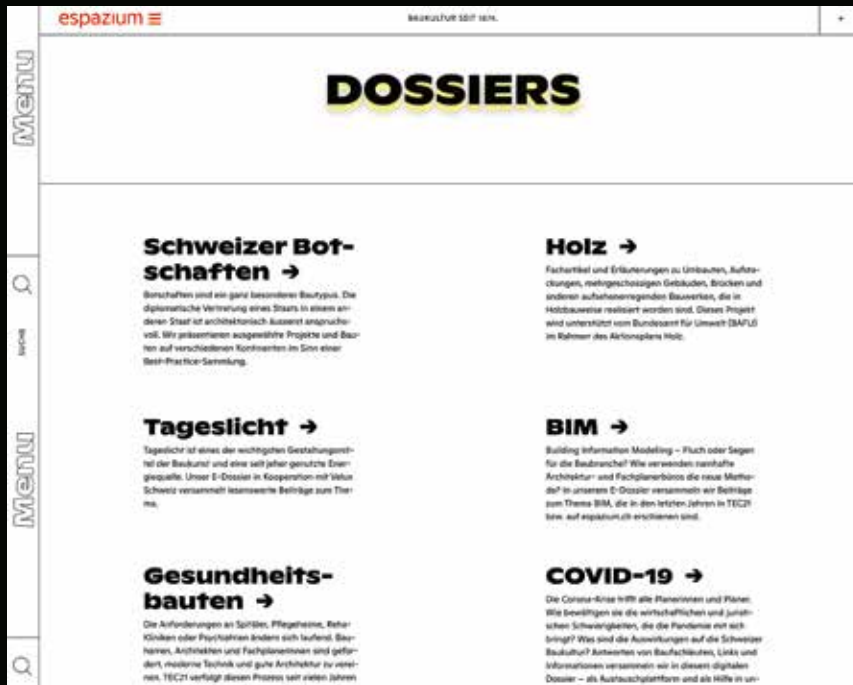 espazium
BAUKULTUR SEIT 1874.
+
Menu
DOSSIERS
Schweizer Bot-
schaften →
Botschaften sind ein ganz besonderer Bautypus. Die
diplomatische Vertretung eines Staats in einem an-
deren Staat ist architektonisch äusserst anspruchs-
voll. Wir präsentieren ausgewählte Projekte und Bau-
ten auf verschiedenen Kontinenten im Sinn einer
Best-Practice-Sammlung.
Holz →
Fachartikel und Erläuterungen zu Umbauten, Aufsto-
ckungen, mehrgeschossigen Gebäuden, Brücken und
anderen aufsehenerregenden Bauwerken, die in
Holzbauweise realisiert worden sind. Dieses Projekt
wird unterstützt vom Bundesamt für Umwelt (BAFU)
im Rahmen des Aktionsplans Holz.
SUCHE
Tageslicht →
Tageslicht ist eines der wichtigsten Gestaltungsmit-
tel der Baukunst und eine seit jeher genutzte Ener-
giequelle. Unser E-Dossier in Kooperation mit Velux
Schweiz versammelt lesenswerte Beiträge zum The-
ma.
BIM →
Building Information Modelling – Fluch oder Segen
für die Baubranche? Wie verwenden namhafte
Architektur- und Fachplanerbüros die neue Metho-
de? In unserem E-Dossier versammeln wir Beiträge
zum Thema BIM, die in den letzten Jahren in TEC21
bzw. auf espazium.ch erschienen sind.
Menu
Gesundheits-
bauten →
Die Anforderungen an Spitäler, Pflegeheime, Reha-
Kliniken oder Psychiatrien ändern sich laufend. Bau-
herren, Architekten und Fachplanerinnen sind gefor-
dert, moderne Technik und gute Architektur zu verei-
nen. TEC21 verfolgt diesen Prozess seit vielen Jahren
COVID-19 →
Die Corona-Krise trifft alle Planerinnen und Planer.
Wie bewältigen sie die wirtschaftlichen und juristi-
schen Schwierigkeiten, die die Pandemie mit sich
bringt? Was sind die Auswirkungen auf die Schweizer
Baukultur? Antworten von Baufachleuten, Links und
Informationen versammeln wir in diesem digitalen
Dossier – als Austauschplattform und als Hilfe in un-